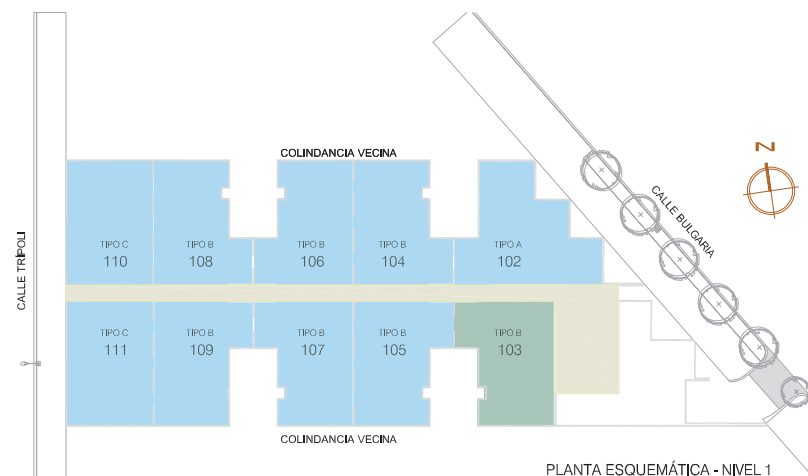 COLINDANCIA VECINA
N
CALLE BULGARIA
CALLE TRÍPOLI
TIPO C
110
TIPO B
108
TIPO B
106
TIPO B
104
TIPO A
102
TIPO C
111
TIPO B
109
TIPO B
107
TIPO B
105
TIPO B
103
COLINDANCIA VECINA
PLANTA ESQUEMÁTICA - NIVEL 1